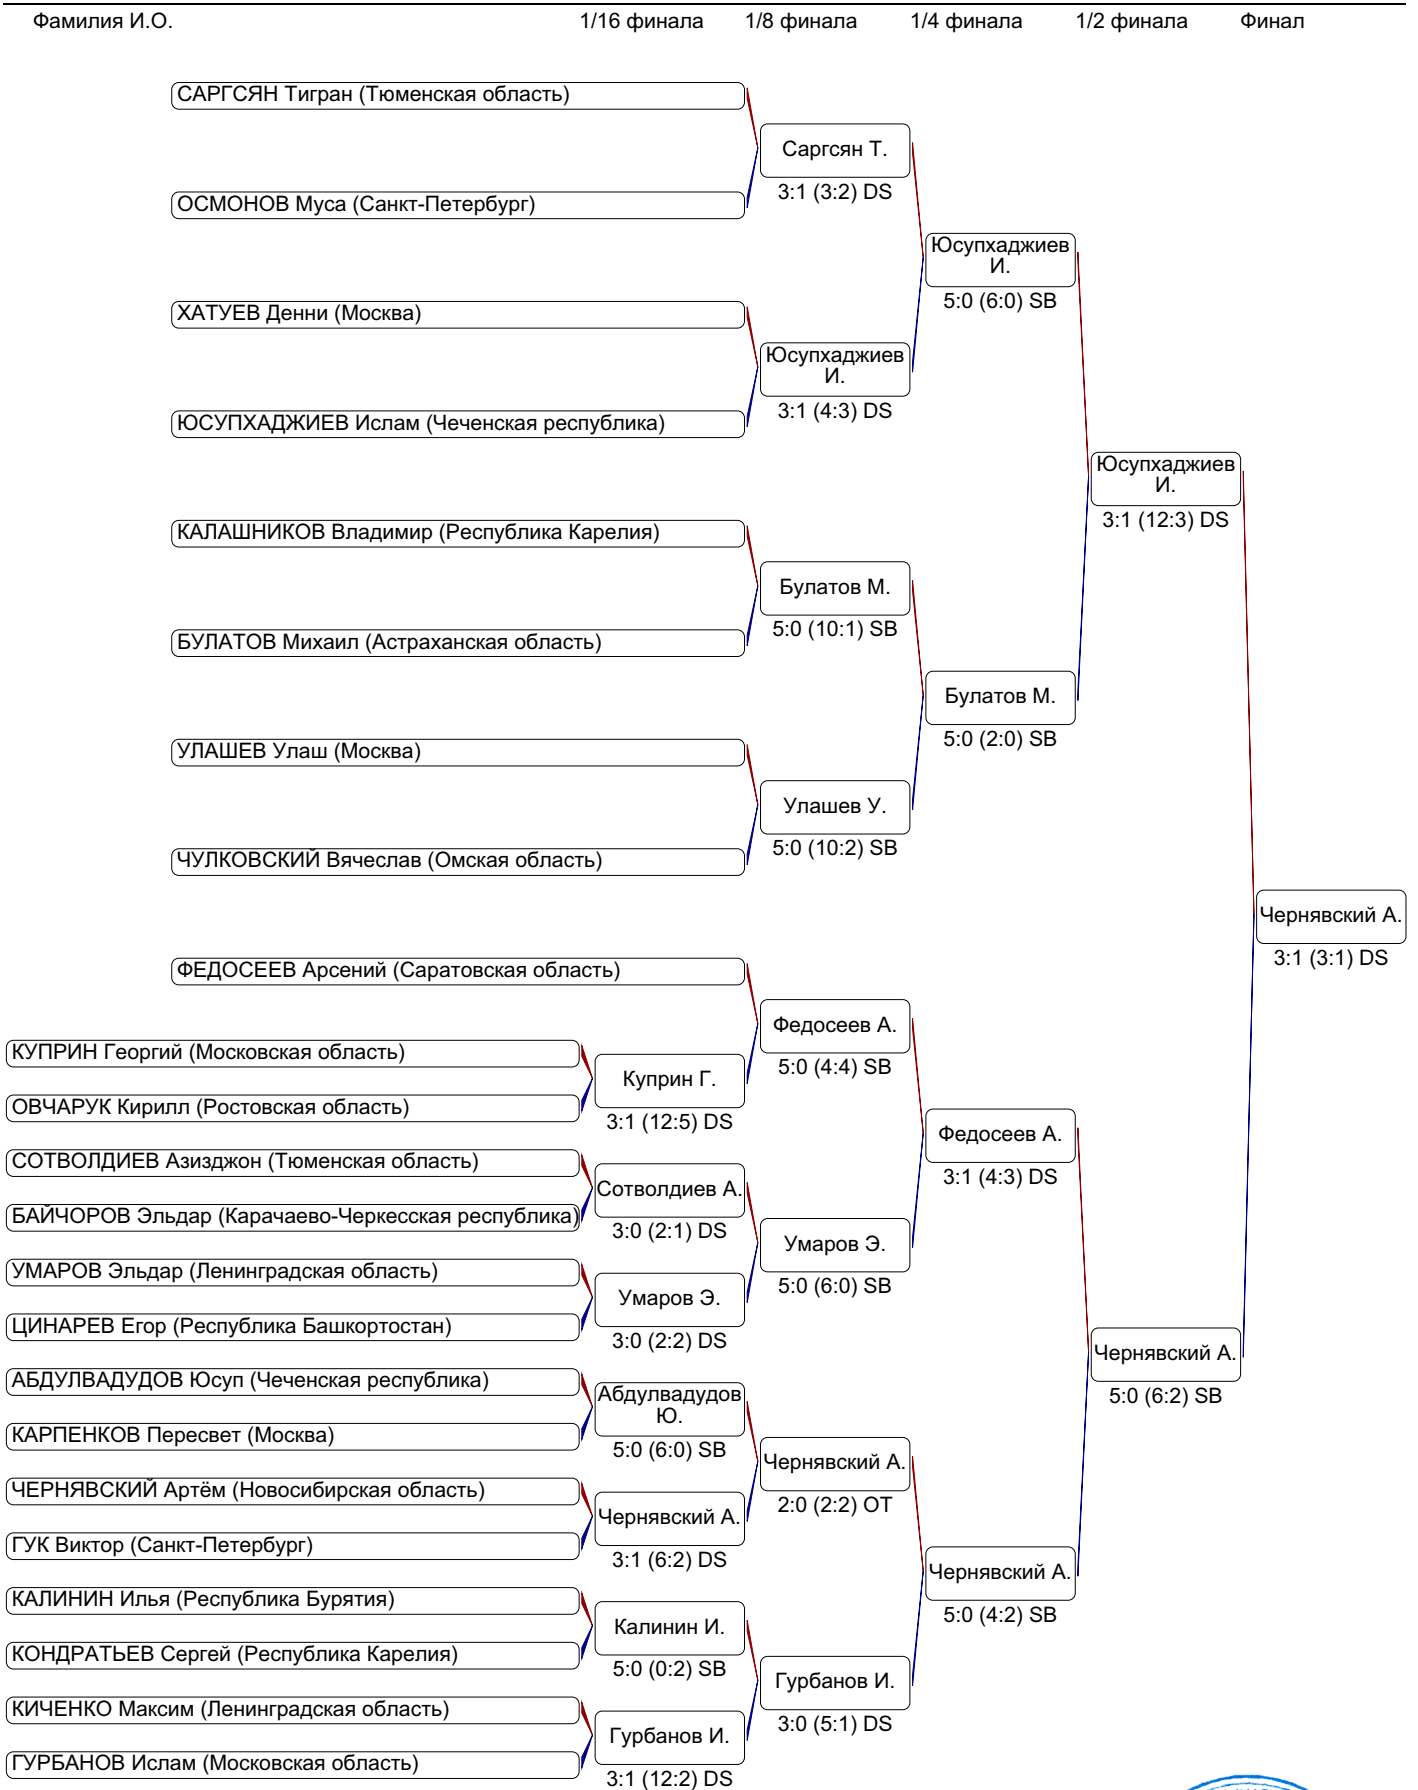 Фамилия И.О. 1/16 финала 1/8 финала 1/4 финала 1/2 финала Финал
САРГСЯН Тигран (Тюменская область)
Саргсян Т.
3:1 (3:2) DS
ОСМОНОВ Муса (Санкт-Петербург)
Юсупхаджиев
И.
5:0 (6:0) SB
ХАТУЕВ Денни (Москва)
Юсупхаджиев
И.
3:1 (4:3) DS
ЮСУПХАДЖИЕВ Ислам (Чеченская республика)
Юсупхаджиев
И.
3:1 (12:3) DS
КАЛАШНИКОВ Владимир (Республика Карелия)
Булатов М.
5:0 (10:1) SB
БУЛАТОВ Михаил (Астраханская область)
Булатов М.
5:0 (2:0) SB
УЛАШЕВ Улаш (Москва)
Улашев У.
5:0 (10:2) SB
ЧУЛКОВСКИЙ Вячеслав (Омская область)
Чернявский А.
3:1 (3:1) DS
ФЕДОСЕЕВ Арсений (Саратовская область)
Федосеев А.
5:0 (4:4) SB
КУПРИН Георгий (Московская область)
Куприн Г.
3:1 (12:5) DS
ОВЧАРУК Кирилл (Ростовская область)
Федосеев А.
3:1 (4:3) DS
СОТВОЛДИЕВ Азизджон (Тюменская область)
Сотволдиев А.
3:0 (2:1) DS
БАЙЧОРОВ Эльдар (Карачаево-Черкесская республика)
Умаров Э.
5:0 (6:0) SB
УМАРОВ Эльдар (Ленинградская область)
Умаров Э.
3:0 (2:2) DS
ЦИНАРЕВ Егор (Республика Башкортостан)
Чернявский А.
5:0 (6:2) SB
АБДУЛВАДУДОВ Юсуп (Чеченская республика)
Абдулвадудов
Ю.
5:0 (6:0) SB
КАРПЕНКОВ Пересвет (Москва)
Чернявский А.
2:0 (2:2) OT
ЧЕРНЯВСКИЙ Артём (Новосибирская область)
Чернявский А.
3:1 (6:2) DS
ГУК Виктор (Санкт-Петербург)
Чернявский А.
5:0 (4:2) SB
КАЛИНИН Илья (Республика Бурятия)
Калинин И.
5:0 (0:2) SB
КОНДРАТЬЕВ Сергей (Республика Карелия)
Гурбанов И.
3:0 (5:1) DS
КИЧЕНКО Максим (Ленинградская область)
Гурбанов И.
3:1 (12:2) DS
ГУРБАНОВ Ислам (Московская область)